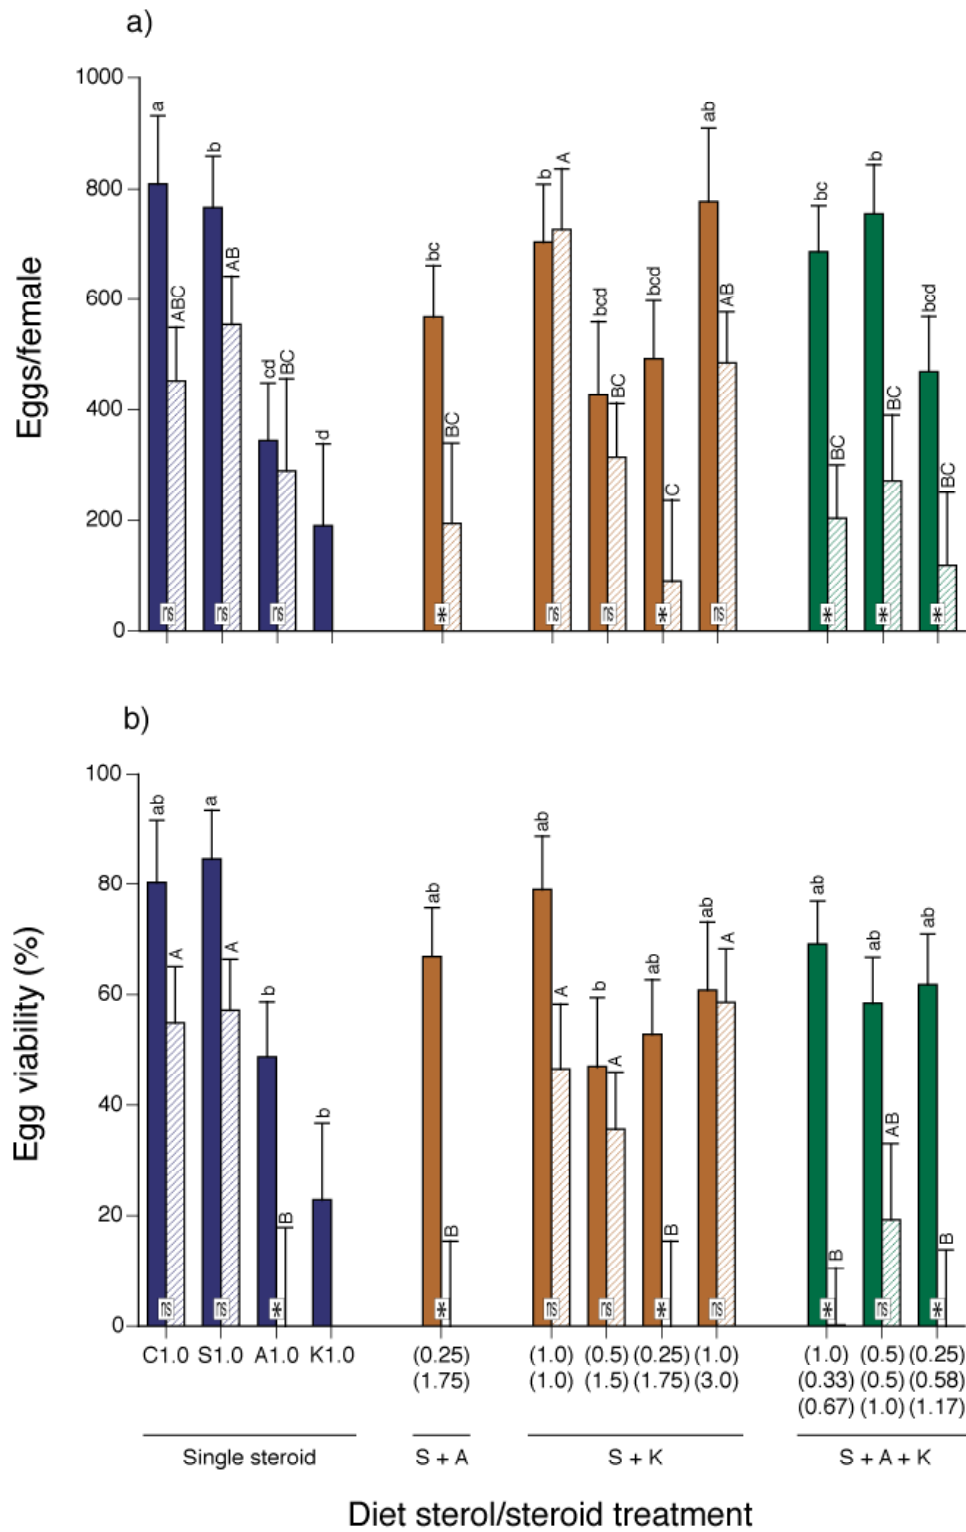 a)
1000
800
600
400
200
0
Eggs/female
a
ABC
b
AB
cd
BC
d
bc
BC
b
A
bcd
BC
bcd
C
ab
AB
bc
BC
b
BC
bcd
BC
ns ns ns * ns ns * ns * * *
b)
100
80
60
40
20
0
Egg viability (%)
ab
A
a
A
b
B
b
ab
B
ab
A
b
A
ab
B
ab
A
ab
B
ab
AB
ab
B
ns ns * * ns ns * ns * ns *
C1.0 S1.0 A1.0 K1.0 (0.25) (1.0) (0.5) (0.25) (1.0) (1.0) (0.5) (0.25)
(1.75) (1.0) (1.5) (1.75) (3.0) (0.33) (0.5) (0.58)
(0.67) (1.0) (1.17)
Single steroid S + A S + K S + A + K
Diet sterol/steroid treatment